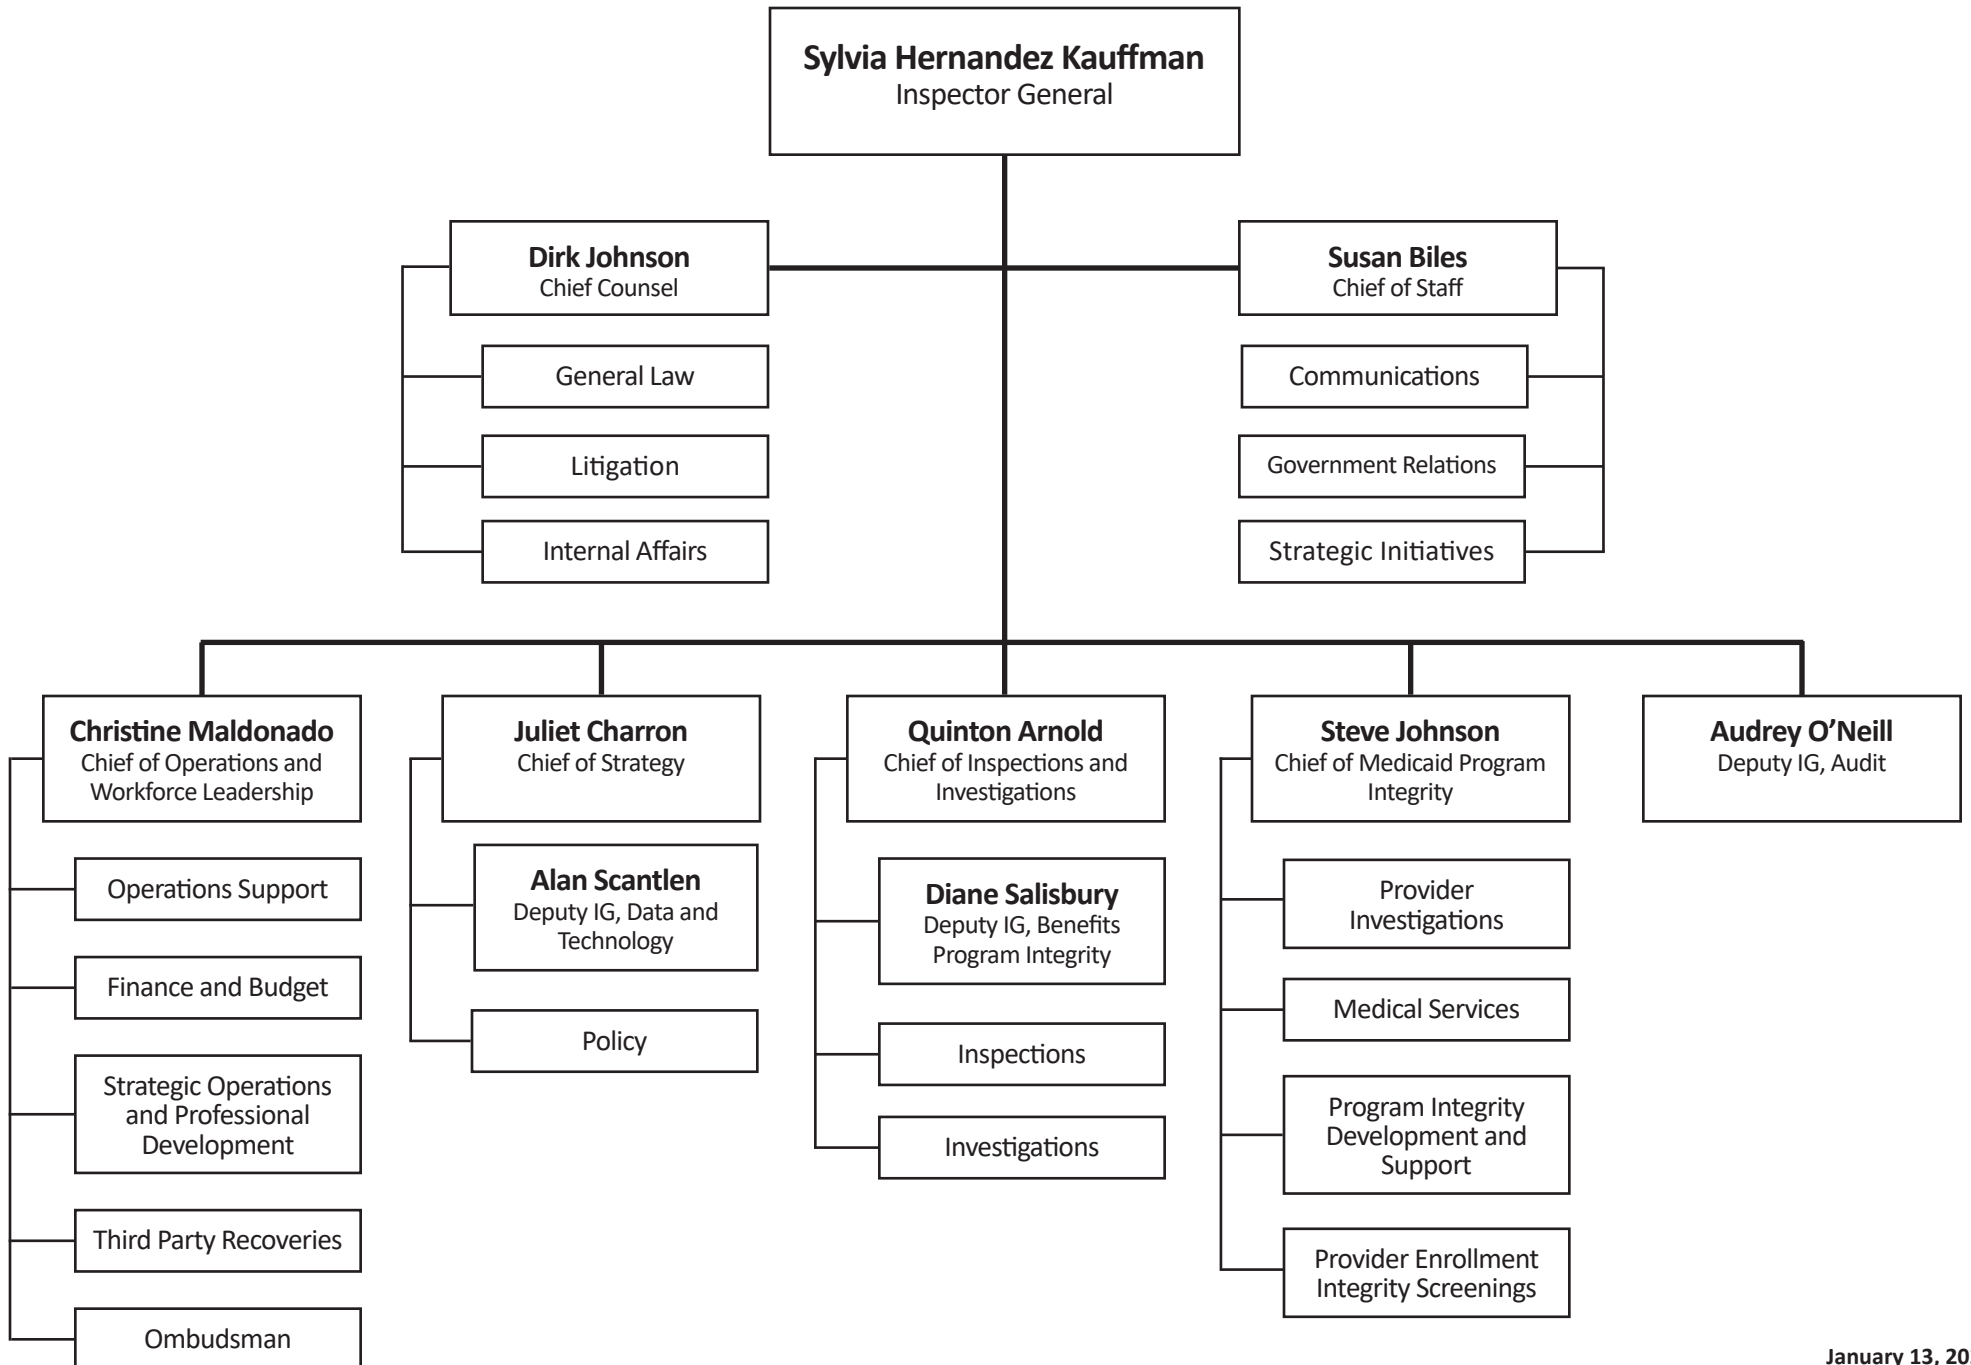 Sylvia Hernandez Kauffman
Inspector General
Dirk Johnson
Chief Counsel
General Law
Litigation
Internal Affairs
Susan Biles
Chief of Staff
Communications
Government Relations
Strategic Initiatives
Christine Maldonado
Chief of Operations and
Workforce Leadership
Operations Support
Finance and Budget
Strategic Operations
and Professional
Development
Third Party Recoveries
Ombudsman
Juliet Charron
Chief of Strategy
Alan Scantlen
Deputy IG, Data and
Technology
Policy
Quinton Arnold
Chief of Inspections and
Investigations
Diane Salisbury
Deputy IG, Benefits
Program Integrity
Inspections
Investigations
Steve Johnson
Chief of Medicaid Program
Integrity
Provider
Investigations
Medical Services
Program Integrity
Development and
Support
Provider Enrollment
Integrity Screenings
Audrey O’Neill
Deputy IG, Audit
January 13, 20